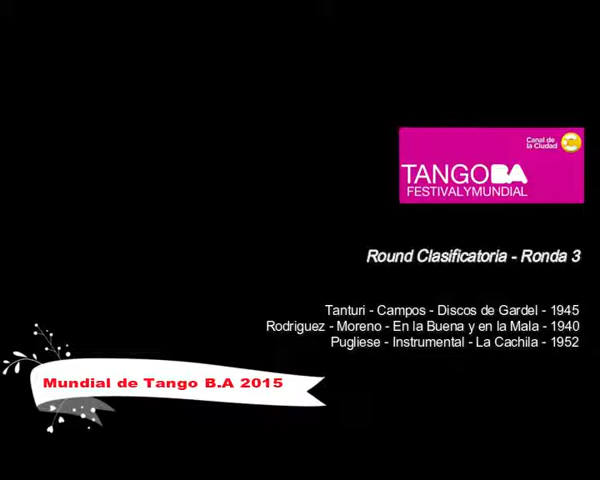 Canal de
la Ciudad
TANGOBA
FESTIVALYMUNDIAL
Round Clasificatoria - Ronda 3
Tanturi - Campos - Discos de Gardel - 1945
Rodriguez - Moreno - En la Buena y en la Mala - 1940
Pugliese - Instrumental - La Cachila - 1952
Mundial de Tango B.A 2015